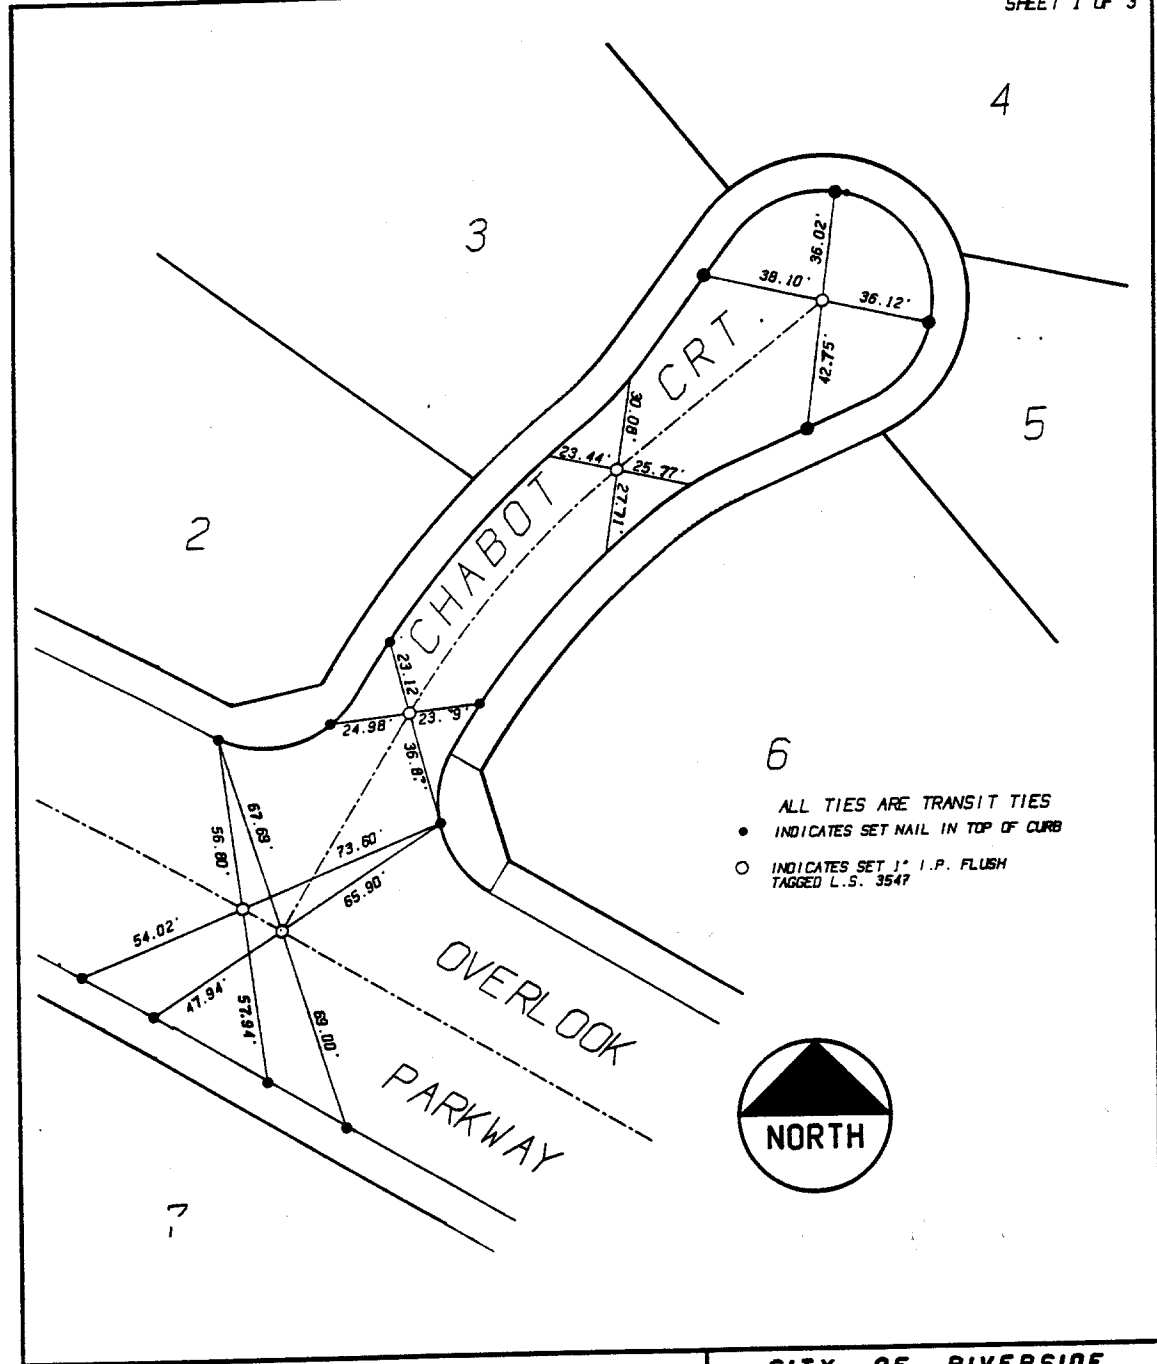 SHEET 1 OF 3
4
3
36.02'
38.10'
36.12'
42.75'
CHABOT CRT.
30.08'
23.44'
25.77'
27.71'
5
2
23.12
24.98'
36.87'
6
ALL TIES ARE TRANSIT TIES
INDICATES SET NAIL IN TOP OF CURB
INDICATES SET 1" I.P. FLUSH
TAGGED L.S. 3547
67.69'
56.80'
73.60'
65.90'
54.02'
47.94'
57.94'
69.00'
OVERLOOK
PARKWAY
NORTH
7
CITY OF RIVERSIDE